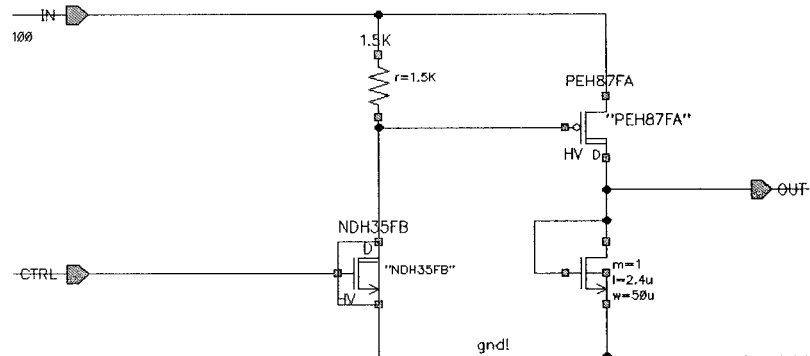 IN
100
1.5K
r=1.5K
PEH87FA
"PEH87FA"
HV D
OUT
NDH35FB
D
"NDH35FB"
CTRL
HV
m=1
l=2.4u
w=50u
gnd!